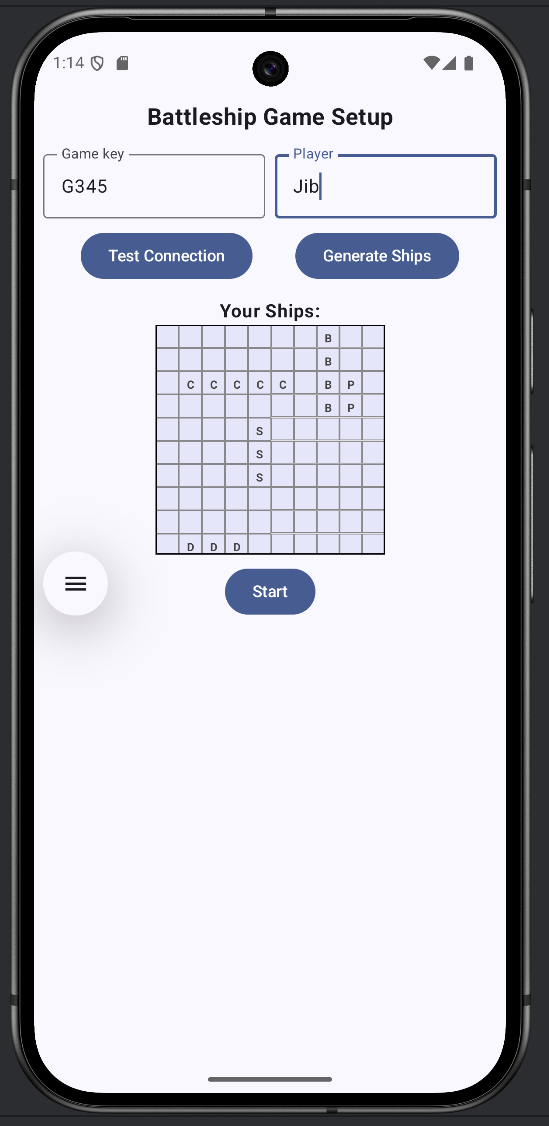 1:14
Battleship Game Setup
Game key Player
G345 Jib
Test Connection Generate Ships
Your Ships:
B
B
C C C C C B P
B P
S
S
S
D D D
Start